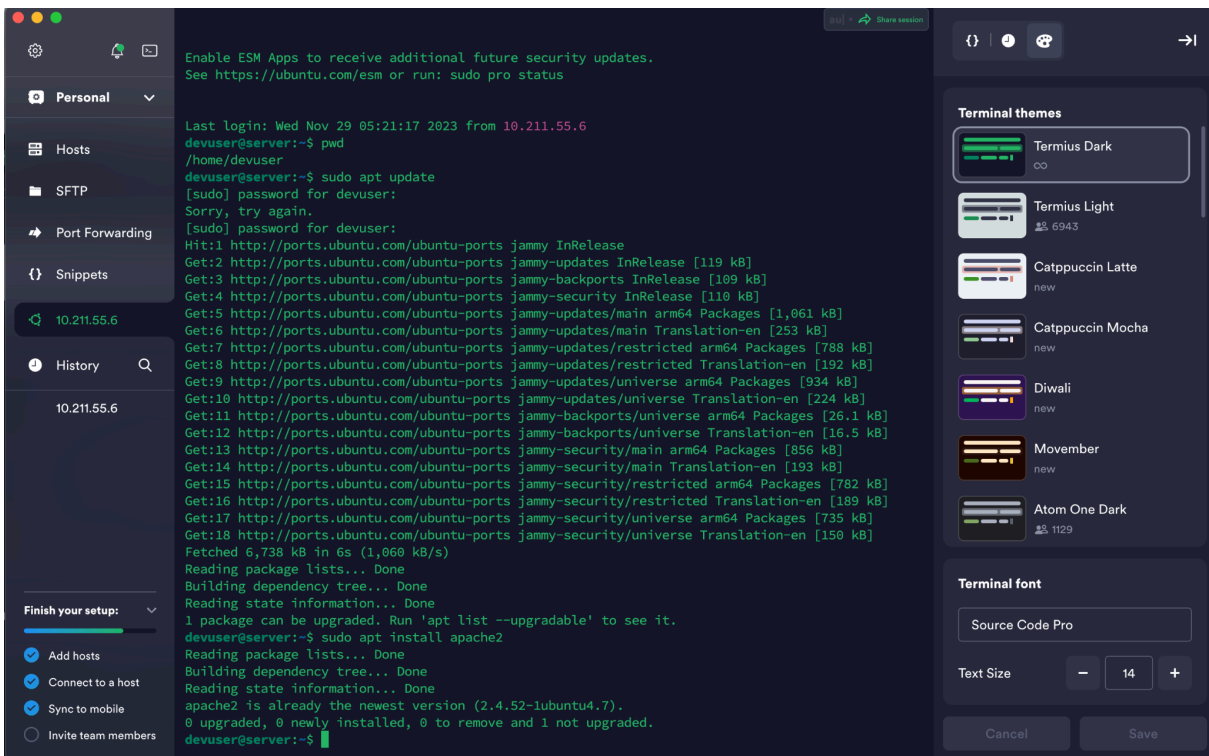 Share session
Personal
Hosts
SFTP
Port Forwarding
{} Snippets
10.211.55.6
History
10.211.55.6
Finish your setup:
Add hosts
Connect to a host
Sync to mobile
Invite team members
Enable ESM Apps to receive additional future security updates.
See https://ubuntu.com/esm or run: sudo pro status
Last login: Wed Nov 29 05:21:17 2023 from 10.211.55.6
devuser@server:~$ pwd
/home/devuser
devuser@server:~$ sudo apt update
[sudo] password for devuser:
Sorry, try again.
[sudo] password for devuser:
Hit:1 http://ports.ubuntu.com/ubuntu-ports jammy InRelease
Get:2 http://ports.ubuntu.com/ubuntu-ports jammy-updates InRelease [119 kB]
Get:3 http://ports.ubuntu.com/ubuntu-ports jammy-backports InRelease [109 kB]
Get:4 http://ports.ubuntu.com/ubuntu-ports jammy-security InRelease [110 kB]
Get:5 http://ports.ubuntu.com/ubuntu-ports jammy-updates/main arm64 Packages [1,061 kB]
Get:6 http://ports.ubuntu.com/ubuntu-ports jammy-updates/main Translation-en [253 kB]
Get:7 http://ports.ubuntu.com/ubuntu-ports jammy-updates/restricted arm64 Packages [788 kB]
Get:8 http://ports.ubuntu.com/ubuntu-ports jammy-updates/restricted Translation-en [192 kB]
Get:9 http://ports.ubuntu.com/ubuntu-ports jammy-updates/universe arm64 Packages [934 kB]
Get:10 http://ports.ubuntu.com/ubuntu-ports jammy-updates/universe Translation-en [224 kB]
Get:11 http://ports.ubuntu.com/ubuntu-ports jammy-backports/universe arm64 Packages [26.1 kB]
Get:12 http://ports.ubuntu.com/ubuntu-ports jammy-backports/universe Translation-en [16.5 kB]
Get:13 http://ports.ubuntu.com/ubuntu-ports jammy-security/main arm64 Packages [856 kB]
Get:14 http://ports.ubuntu.com/ubuntu-ports jammy-security/main Translation-en [193 kB]
Get:15 http://ports.ubuntu.com/ubuntu-ports jammy-security/restricted arm64 Packages [782 kB]
Get:16 http://ports.ubuntu.com/ubuntu-ports jammy-security/restricted Translation-en [189 kB]
Get:17 http://ports.ubuntu.com/ubuntu-ports jammy-security/universe arm64 Packages [735 kB]
Get:18 http://ports.ubuntu.com/ubuntu-ports jammy-security/universe Translation-en [150 kB]
Fetched 6,738 kB in 6s (1,060 kB/s)
Reading package lists... Done
Building dependency tree... Done
Reading state information... Done
1 package can be upgraded. Run 'apt list --upgradable' to see it.
devuser@server:~$ sudo apt install apache2
Reading package lists... Done
Building dependency tree... Done
Reading state information... Done
apache2 is already the newest version (2.4.52-1ubuntu4.7).
0 upgraded, 0 newly installed, 0 to remove and 1 not upgraded.
devuser@server:~$
{}
Terminal themes
Termius Dark
∞
Termius Light
6943
Catppuccin Latte
new
Catppuccin Mocha
new
Diwali
new
Movember
new
Atom One Dark
1129
Terminal font
Source Code Pro
Text Size - 14 +
Cancel Save